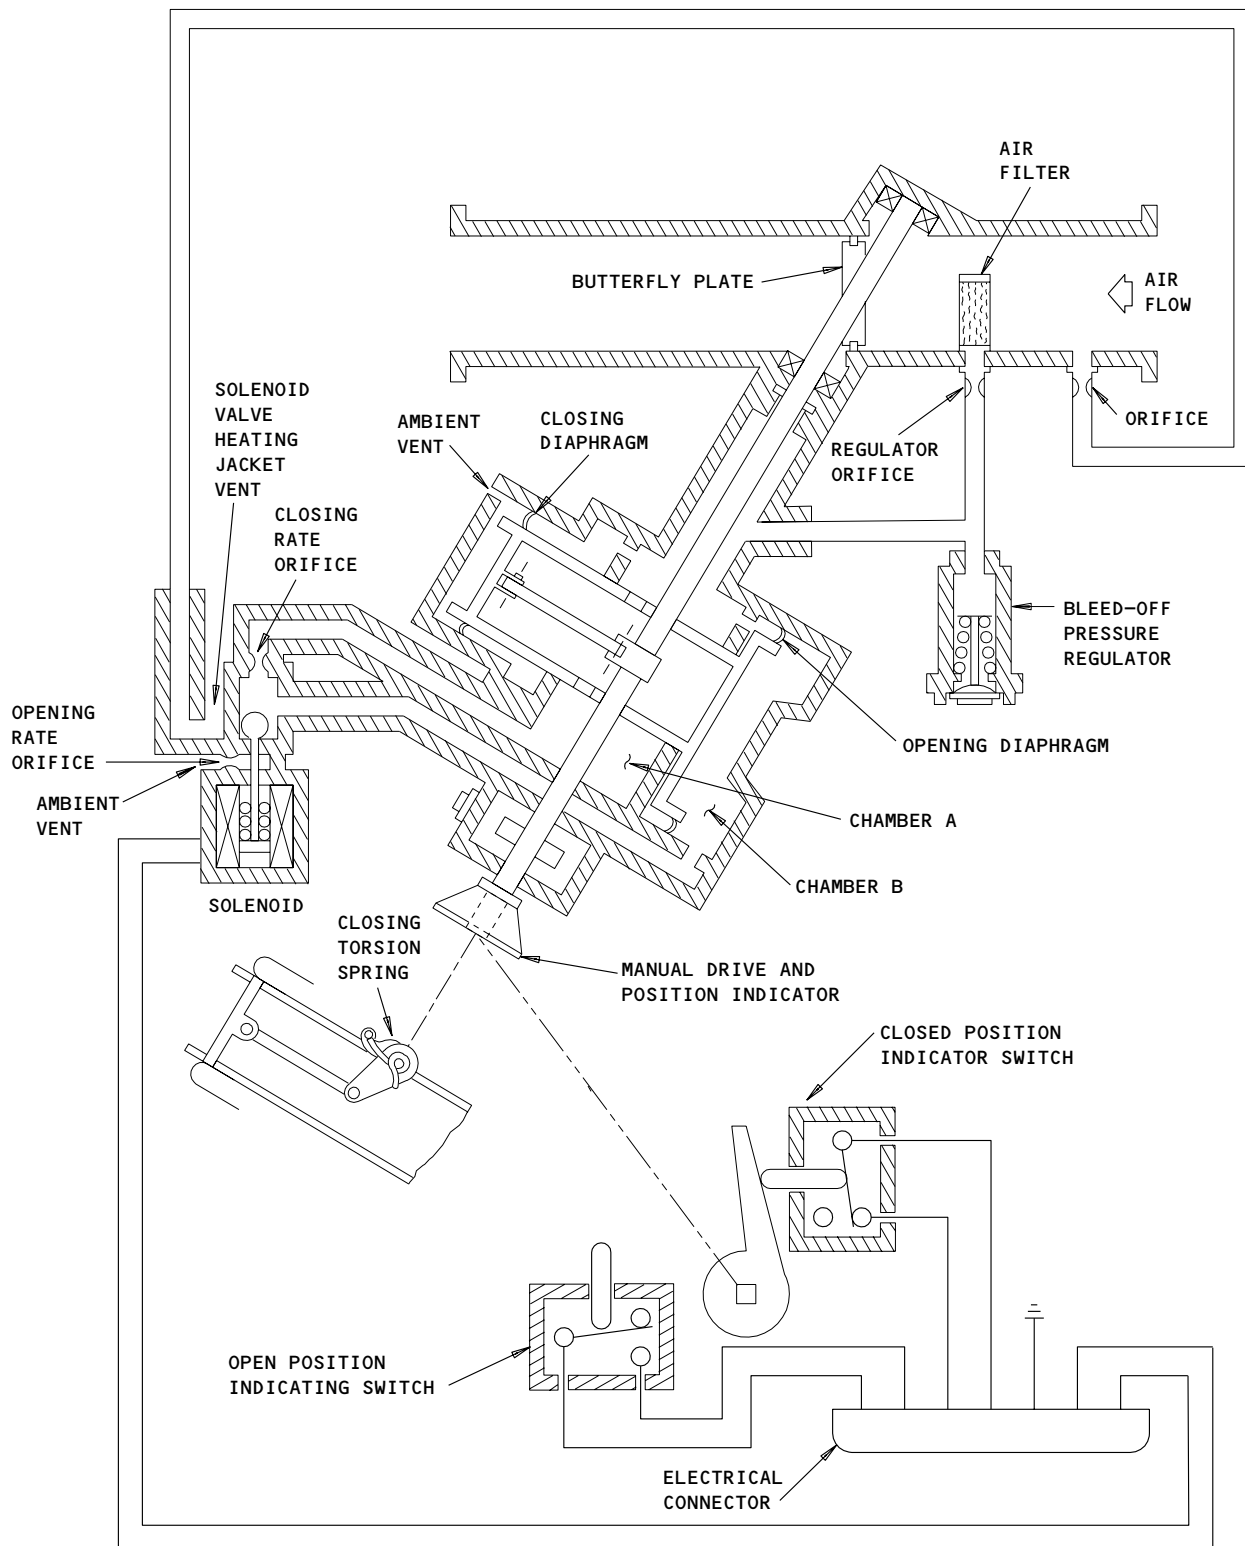 AIR
FILTER
BUTTERFLY PLATE
AIR
FLOW
SOLENOID
VALVE
HEATING
JACKET
VENT
AMBIENT
VENT
CLOSING
DIAPHRAGM
ORIFICE
REGULATOR
ORIFICE
CLOSING
RATE
ORIFICE
BLEED-OFF
PRESSURE
REGULATOR
OPENING
RATE
ORIFICE
OPENING DIAPHRAGM
AMBIENT
VENT
CHAMBER A
CHAMBER B
SOLENOID
CLOSING
TORSION
SPRING
MANUAL DRIVE AND
POSITION INDICATOR
CLOSED POSITION
INDICATOR SWITCH
OPEN POSITION
INDICATING SWITCH
ELECTRICAL
CONNECTOR